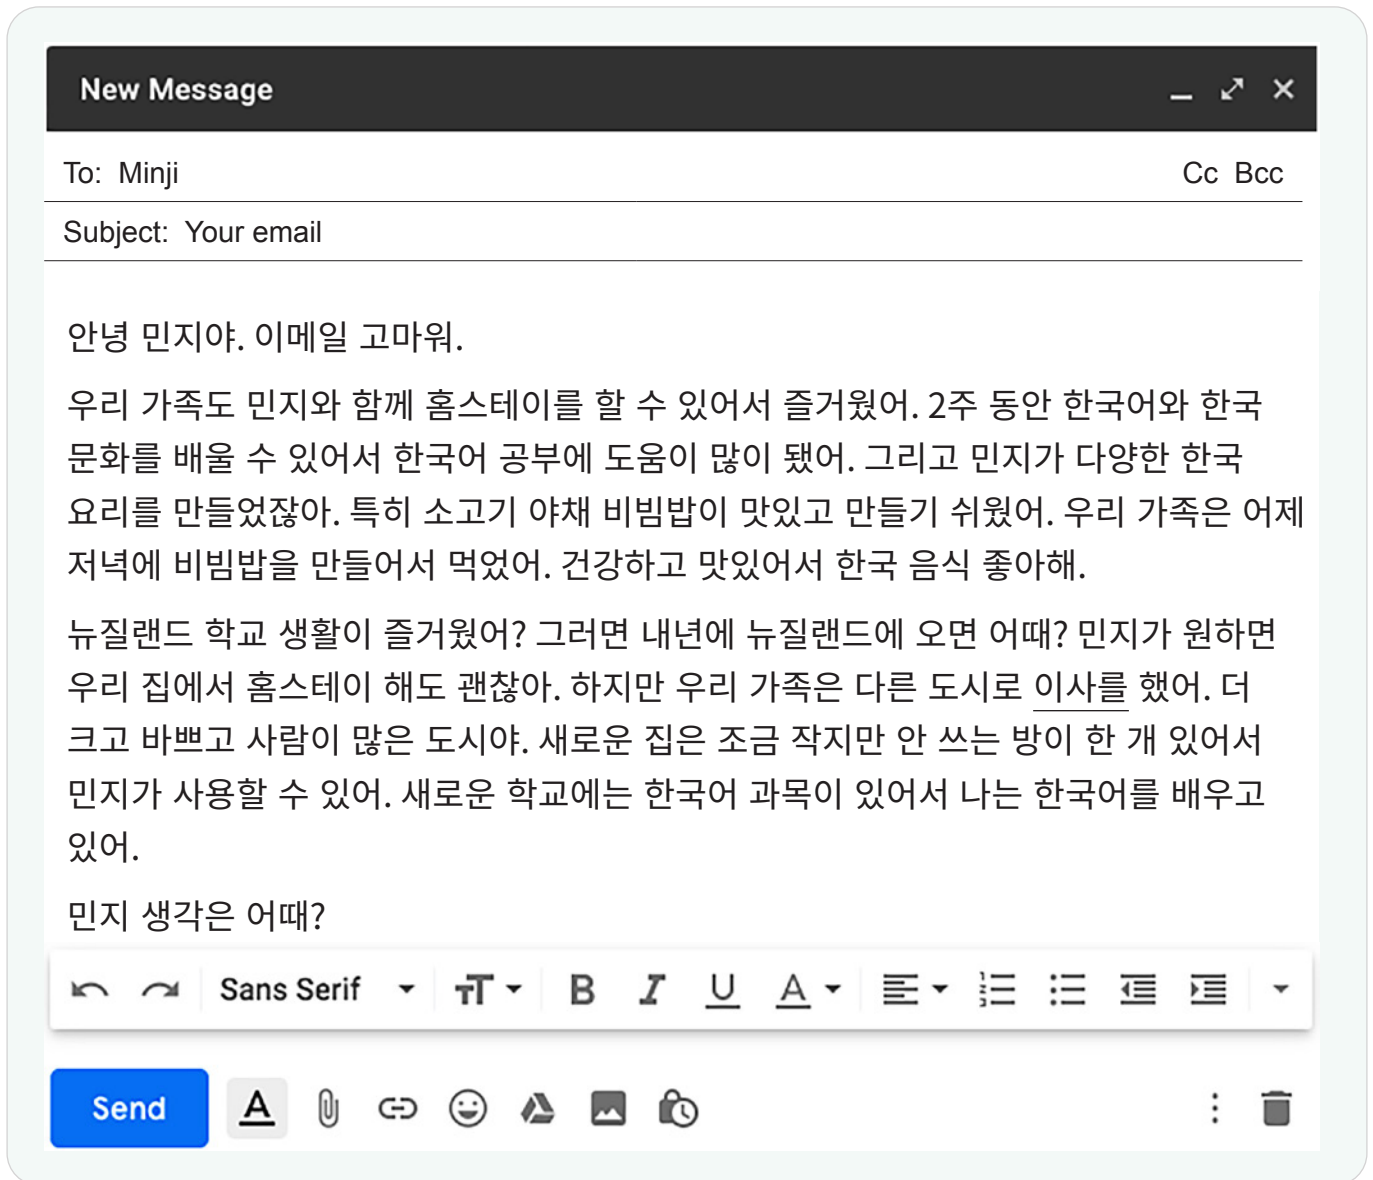 New Message
To: Minji Cc Bcc
Subject: Your email
안녕 민지야. 이메일 고마워.
우리 가족도 민지와 함께 홈스테이를 할 수 있어서 즐거웠어. 2주 동안 한국어와 한국
문화를 배울 수 있어서 한국어 공부에 도움이 많이 됐어. 그리고 민지가 다양한 한국
요리를 만들었잖아. 특히 소고기 야채 비빔밥이 맛있고 만들기 쉬웠어. 우리 가족은 어제
저녁에 비빔밥을 만들어서 먹었어. 건강하고 맛있어서 한국 음식 좋아해.
뉴질랜드 학교 생활이 즐거웠어? 그러면 내년에 뉴질랜드에 오면 어때? 민지가 원하면
우리 집에서 홈스테이 해도 괜찮아. 하지만 우리 가족은 다른 도시로 이사를 했어. 더
크고 바쁘고 사람이 많은 도시야. 새로운 집은 조금 작지만 안 쓰는 방이 한 개 있어서
민지가 사용할 수 있어. 새로운 학교에는 한국어 과목이 있어서 나는 한국어를 배우고
있어.
민지 생각은 어때?
Sans Serif
Send